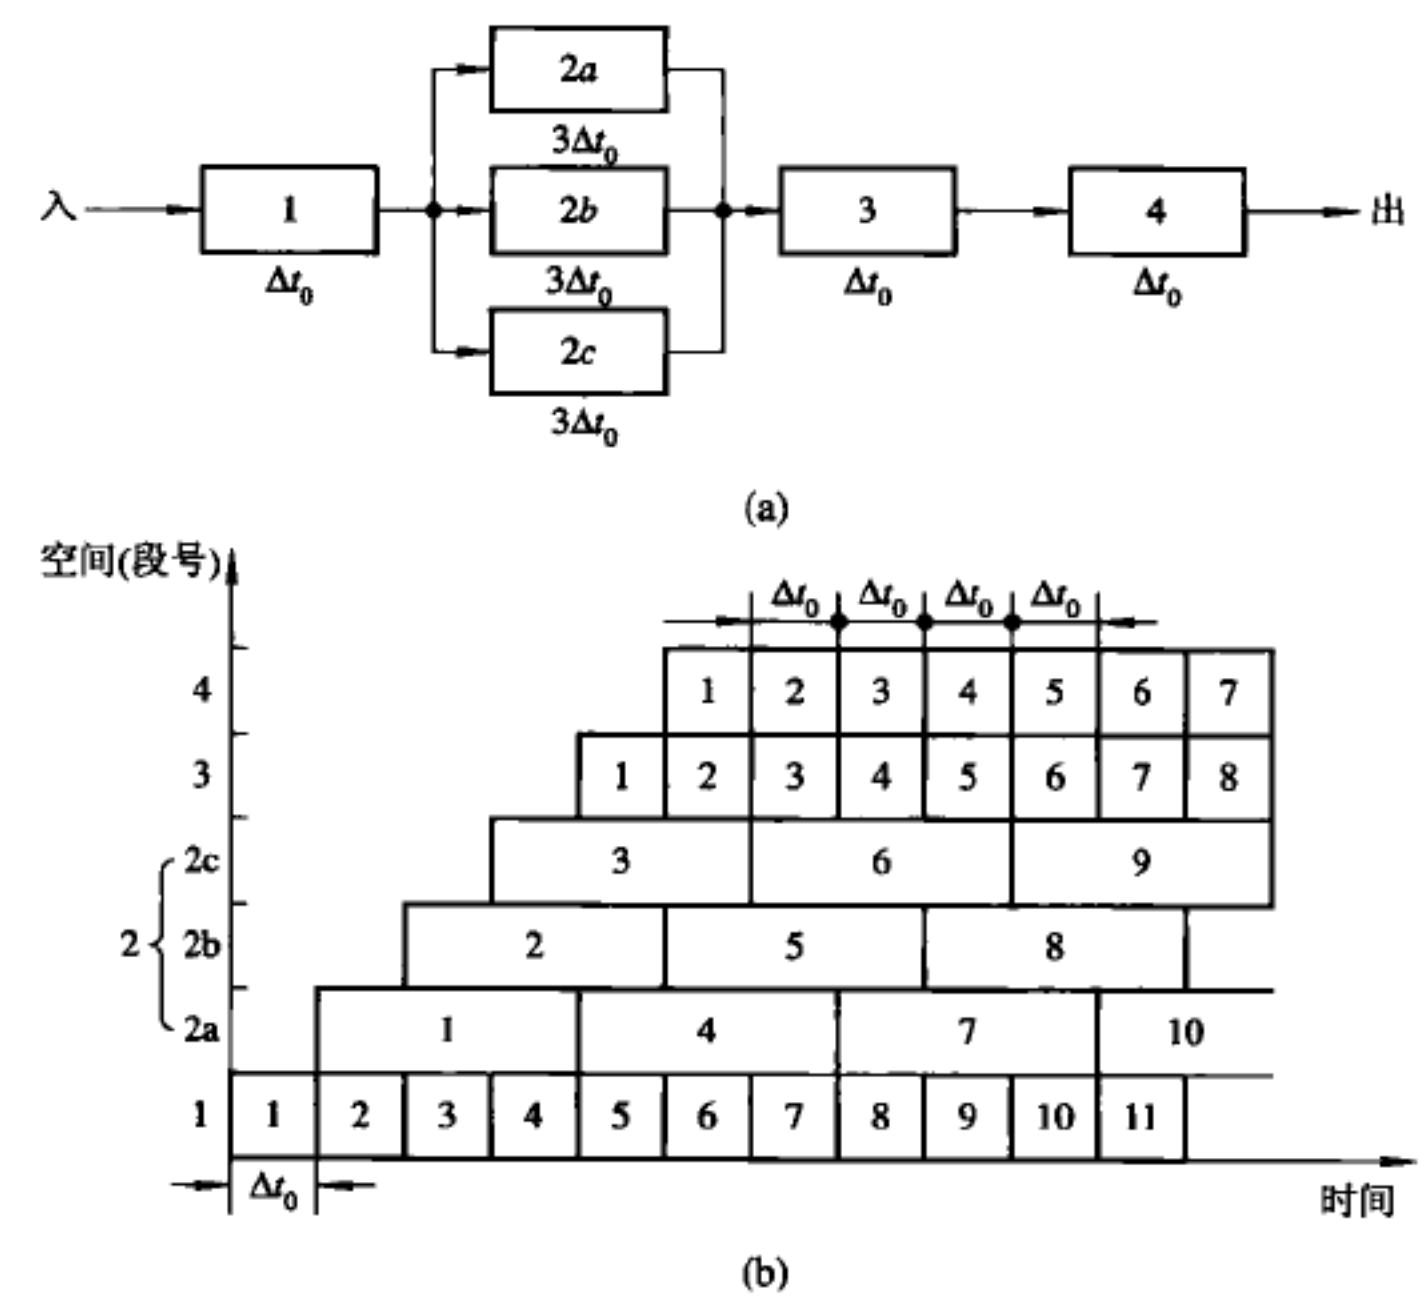 2a
3Δt₀
入 1 2b 3 4 出
Δt₀ 3Δt₀ Δt₀ Δt₀
2c
3Δt₀
(a)
空间(段号)
Δt₀ Δt₀ Δt₀ Δt₀
4 1 2 3 4 5 6 7
3 1 2 3 4 5 6 7 8
2c 3 6 9
2 { 2b 2 5 8
2a 1 4 7 10
1 1 2 3 4 5 6 7 8 9 10 11
Δt₀
时间
(b)